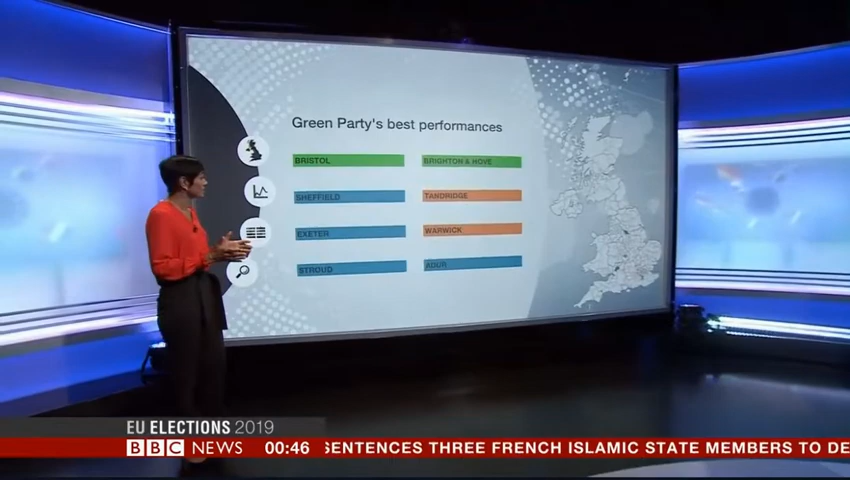 Green Party's best performances
BRISTOL
BRIGHTON & HOVE
SHEFFIELD
TANDRIDGE
EXETER
WARWICK
STROUD
ADUR
EU ELECTIONS 2019
BBC NEWS 00:46 SENTENCES THREE FRENCH ISLAMIC STATE MEMBERS TO DE